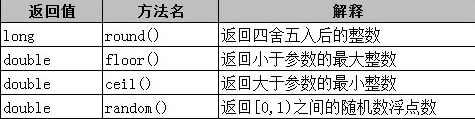 返回值 方法名 解释
long round() 返回四舍五入后的整数
double floor() 返回小于参数的最大整数
double ceil() 返回大于参数的最小整数
double random() 返回[0,1)之间的随机数浮点数